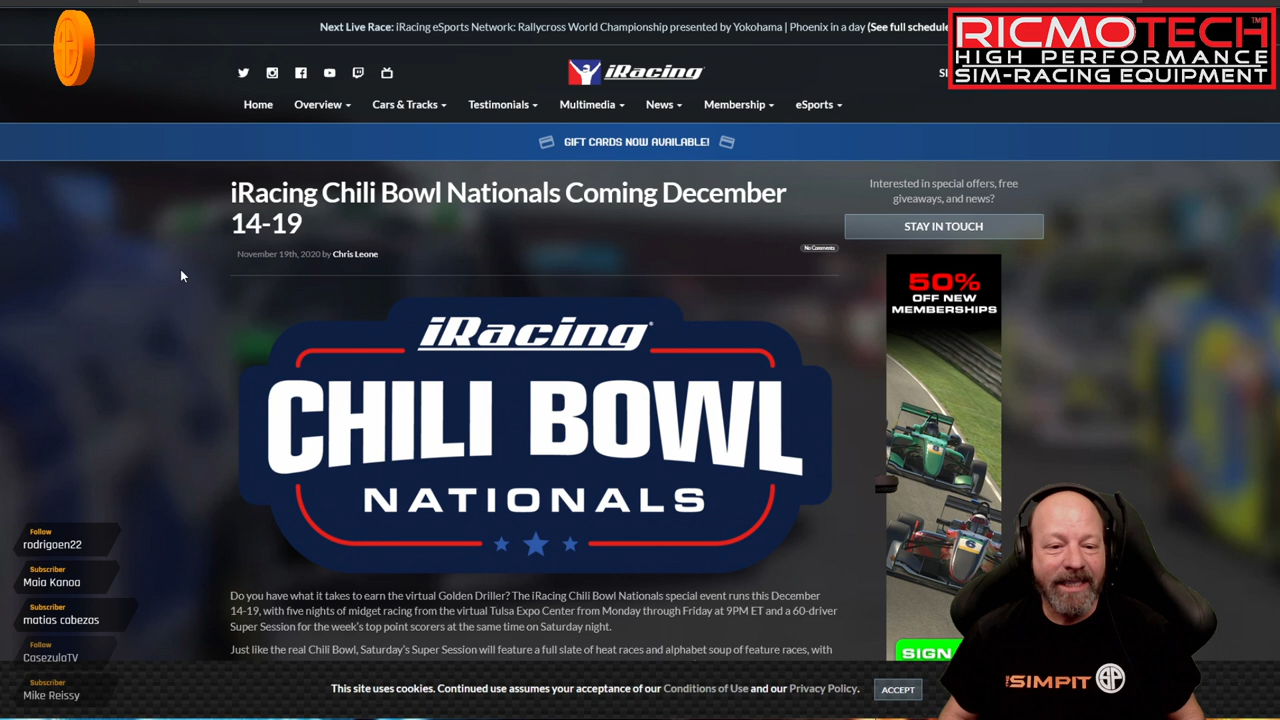 Next Live Race: iRacing eSports Network: Rallycross World Championship presented by Yokohama | Phoenix in a day (See full schedule
RICMOTECH™
HIGH PERFORMANCE
SIM-RACING EQUIPMENT
iRacing
Home Overview Cars & Tracks Testimonials Multimedia News Membership eSports
GIFT CARDS NOW AVAILABLE!
iRacing Chili Bowl Nationals Coming December
14-19
November 19th, 2020 by Chris Leone
No Comments
Interested in special offers, free
giveaways, and news?
STAY IN TOUCH
50%
OFF NEW
MEMBERSHIPS
iRacing
CHILI BOWL
NATIONALS
Do you have what it takes to earn the virtual Golden Driller? The iRacing Chili Bowl Nationals special event runs this December
14-19, with five nights of midget racing from the virtual Tulsa Expo Center from Monday through Friday at 9PM ET and a 60-driver
Super Session for the week's top point scorers at the same time on Saturday night.
Just like the real Chili Bowl, Saturday's Super Session will feature a full slate of heat races and alphabet soup of feature races, with
SIGN
Follow
rodrigoen22
Subscriber
Maia Kanoa
Subscriber
matias cabezas
Follow
CasezulaTV
Subscriber
Mike Reissy
This site uses cookies. Continued use assumes your acceptance of our Conditions of Use and our Privacy Policy.
ACCEPT
SIMPIT SP